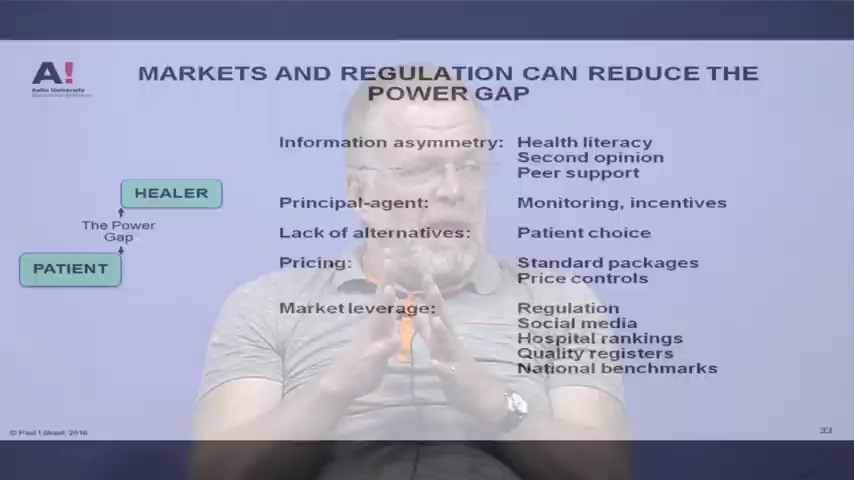 A!
Aalto University
MARKETS AND REGULATION CAN REDUCE THE
POWER GAP
Information asymmetry: Health literacy
Second opinion
Peer support
HEALER
Principal-agent: Monitoring, incentives
The Power
Gap
Lack of alternatives: Patient choice
PATIENT
Pricing: Standard packages
Price controls
Market leverage: Regulation
Social media
Hospital rankings
Quality registers
National benchmarks
33